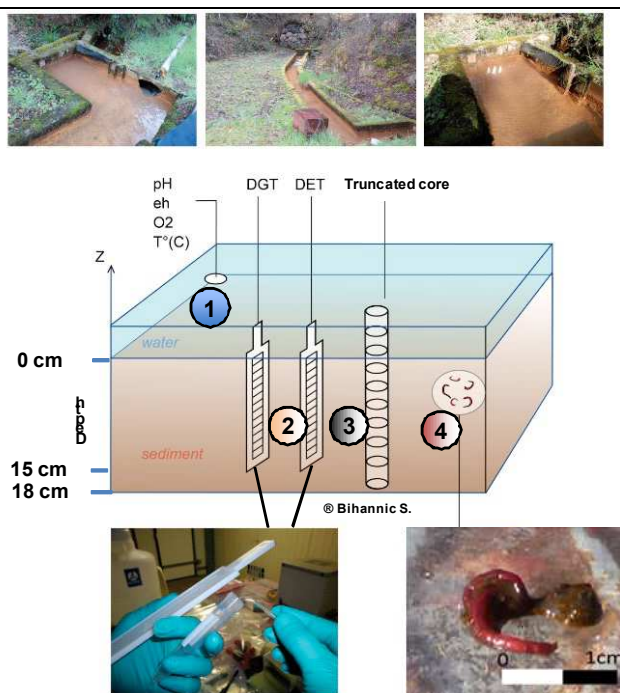 pH
eh
O2
T°(C)
DGT
DET
Truncated core
Z
1
water
0 cm
Depth
2
3
4
sediment
15 cm
18 cm
® Bihannic S.
0
1cm